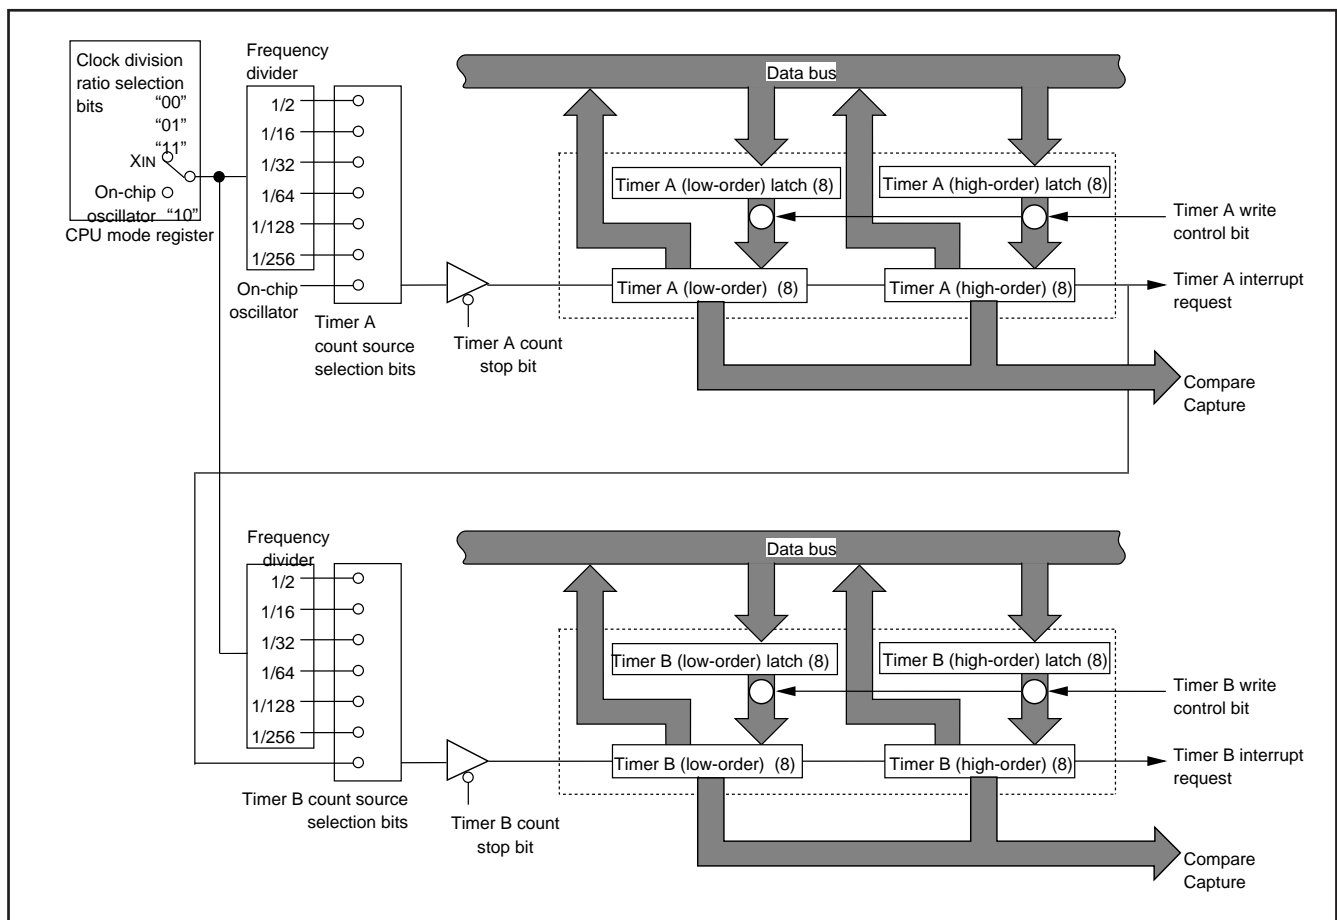 Clock division
ratio selection
bits
“00”
“01”
“11”
XIN
On-chip
oscillator “10”
CPU mode register
Frequency
divider
1/2
1/16
1/32
1/64
1/128
1/256
On-chip
oscillator
Timer A
count source
selection bits
Timer A count
stop bit
Data bus
Timer A (low-order) latch (8)
Timer A (high-order) latch (8)
Timer A write
control bit
Timer A (low-order) (8)
Timer A (high-order) (8)
Timer A interrupt
request
Compare
Capture
Frequency
divider
1/2
1/16
1/32
1/64
1/128
1/256
Timer B count source
selection bits
Timer B count
stop bit
Data bus
Timer B (low-order) latch (8)
Timer B (high-order) latch (8)
Timer B write
control bit
Timer B (low-order) (8)
Timer B (high-order) (8)
Timer B interrupt
request
Compare
Capture